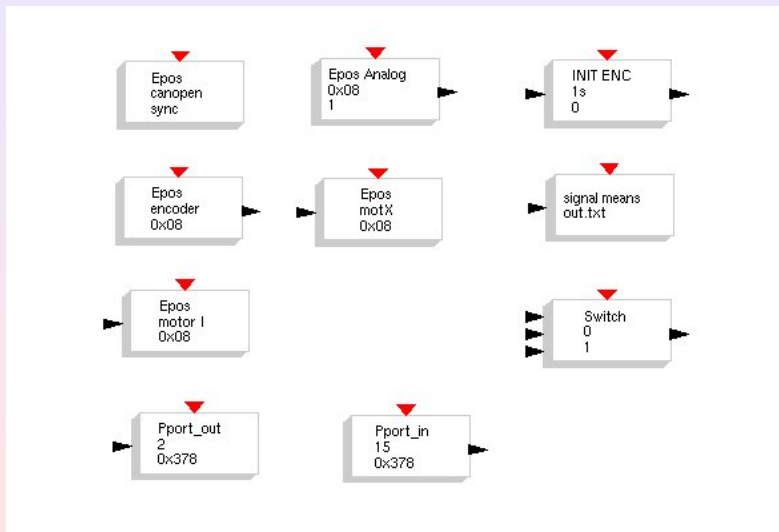 Epos
canopen
sync
Epos Analog
0x08
1
INIT ENC
1s
0
Epos
encoder
0x08
Epos
motX
0x08
signal means
out.txt
Epos
motor I
0x08
Switch
0
1
Pport_out
2
0x378
Pport_in
15
0x378